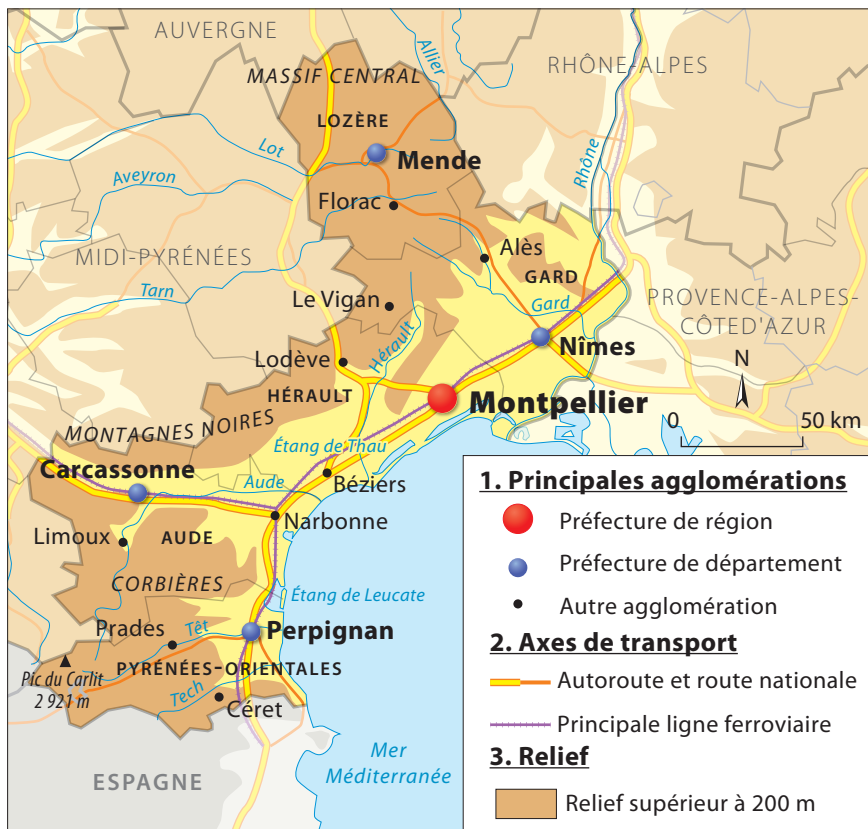 AUVERGNE
Allier
RHÔNE-ALPES
MASSIF CENTRAL
LOZÈRE
Lot
Mende
Rhône
Aveyron
Florac
MIDI-PYRÉNÉES
Alès
GARD
Tarn
Le Vigan
Gard
PROVENCE-ALPES-
CÔTED'AZUR
Hérault
Nîmes
N
Lodève
HÉRAULT
Montpellier
0 50 km
MONTAGNES NOIRES
Étang de Thau
Carcassonne
Aude
Béziers
Narbonne
Limoux
AUDE
CORBIÈRES
Étang de Leucate
Prades
Têt
Perpignan
PYRÉNÉES-ORIENTALES
Pic du Carlit
2 921 m
Tech
Céret
Mer
Méditerranée
ESPAGNE
1. Principales agglomérations
Préfecture de région
Préfecture de département
Autre agglomération
2. Axes de transport
Autoroute et route nationale
Principale ligne ferroviaire
3. Relief
Relief supérieur à 200 m